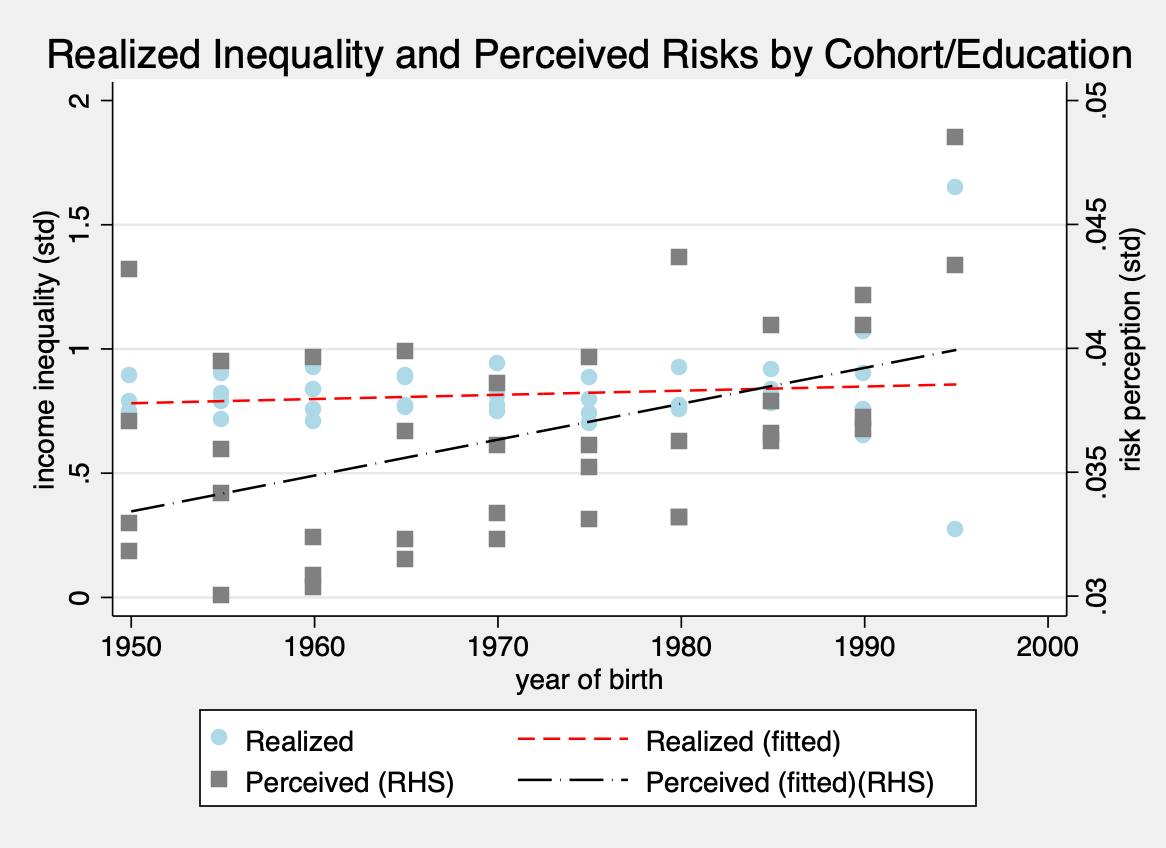 Realized Inequality and Perceived Risks by Cohort/Education
income inequality (std)
2
1.5
1
.5
0
.05
.045
.04
.035
.03
risk perception (std)
1950 1960 1970 1980 1990 2000
year of birth
Realized Realized (fitted)
Perceived (RHS) Perceived (fitted)(RHS)